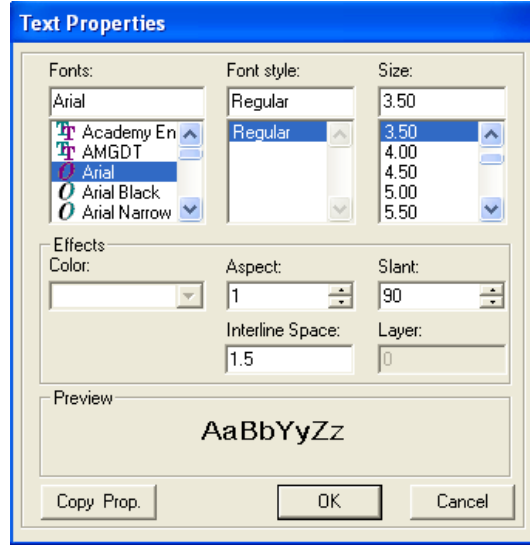 Text Properties
Fonts: Font style: Size:
Arial Regular 3.50
Academy En Regular 3.50
AMGDT 4.00
Arial 4.50
Arial Black 5.00
Arial Narrow 5.50
Effects
Color: Aspect: Slant:
1 90
Interline Space: Layer:
1.5 0
Preview
AaBbYyZz
Copy Prop. OK Cancel